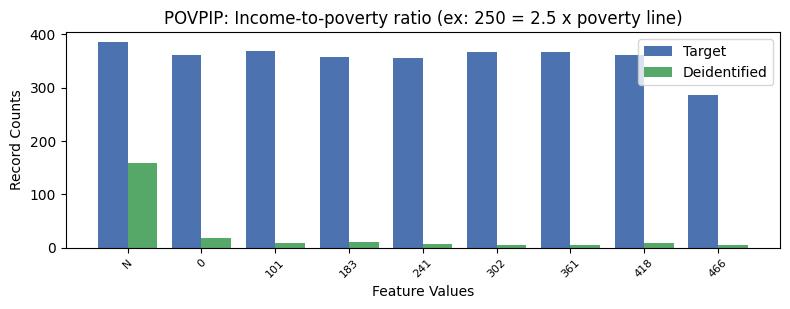 POVPIP: Income-to-poverty ratio (ex: 250 = 2.5 x poverty line)
Target
Deidentified
Record Counts
400
300
200
100
0
N
0
101
183
241
302
361
418
466
Feature Values